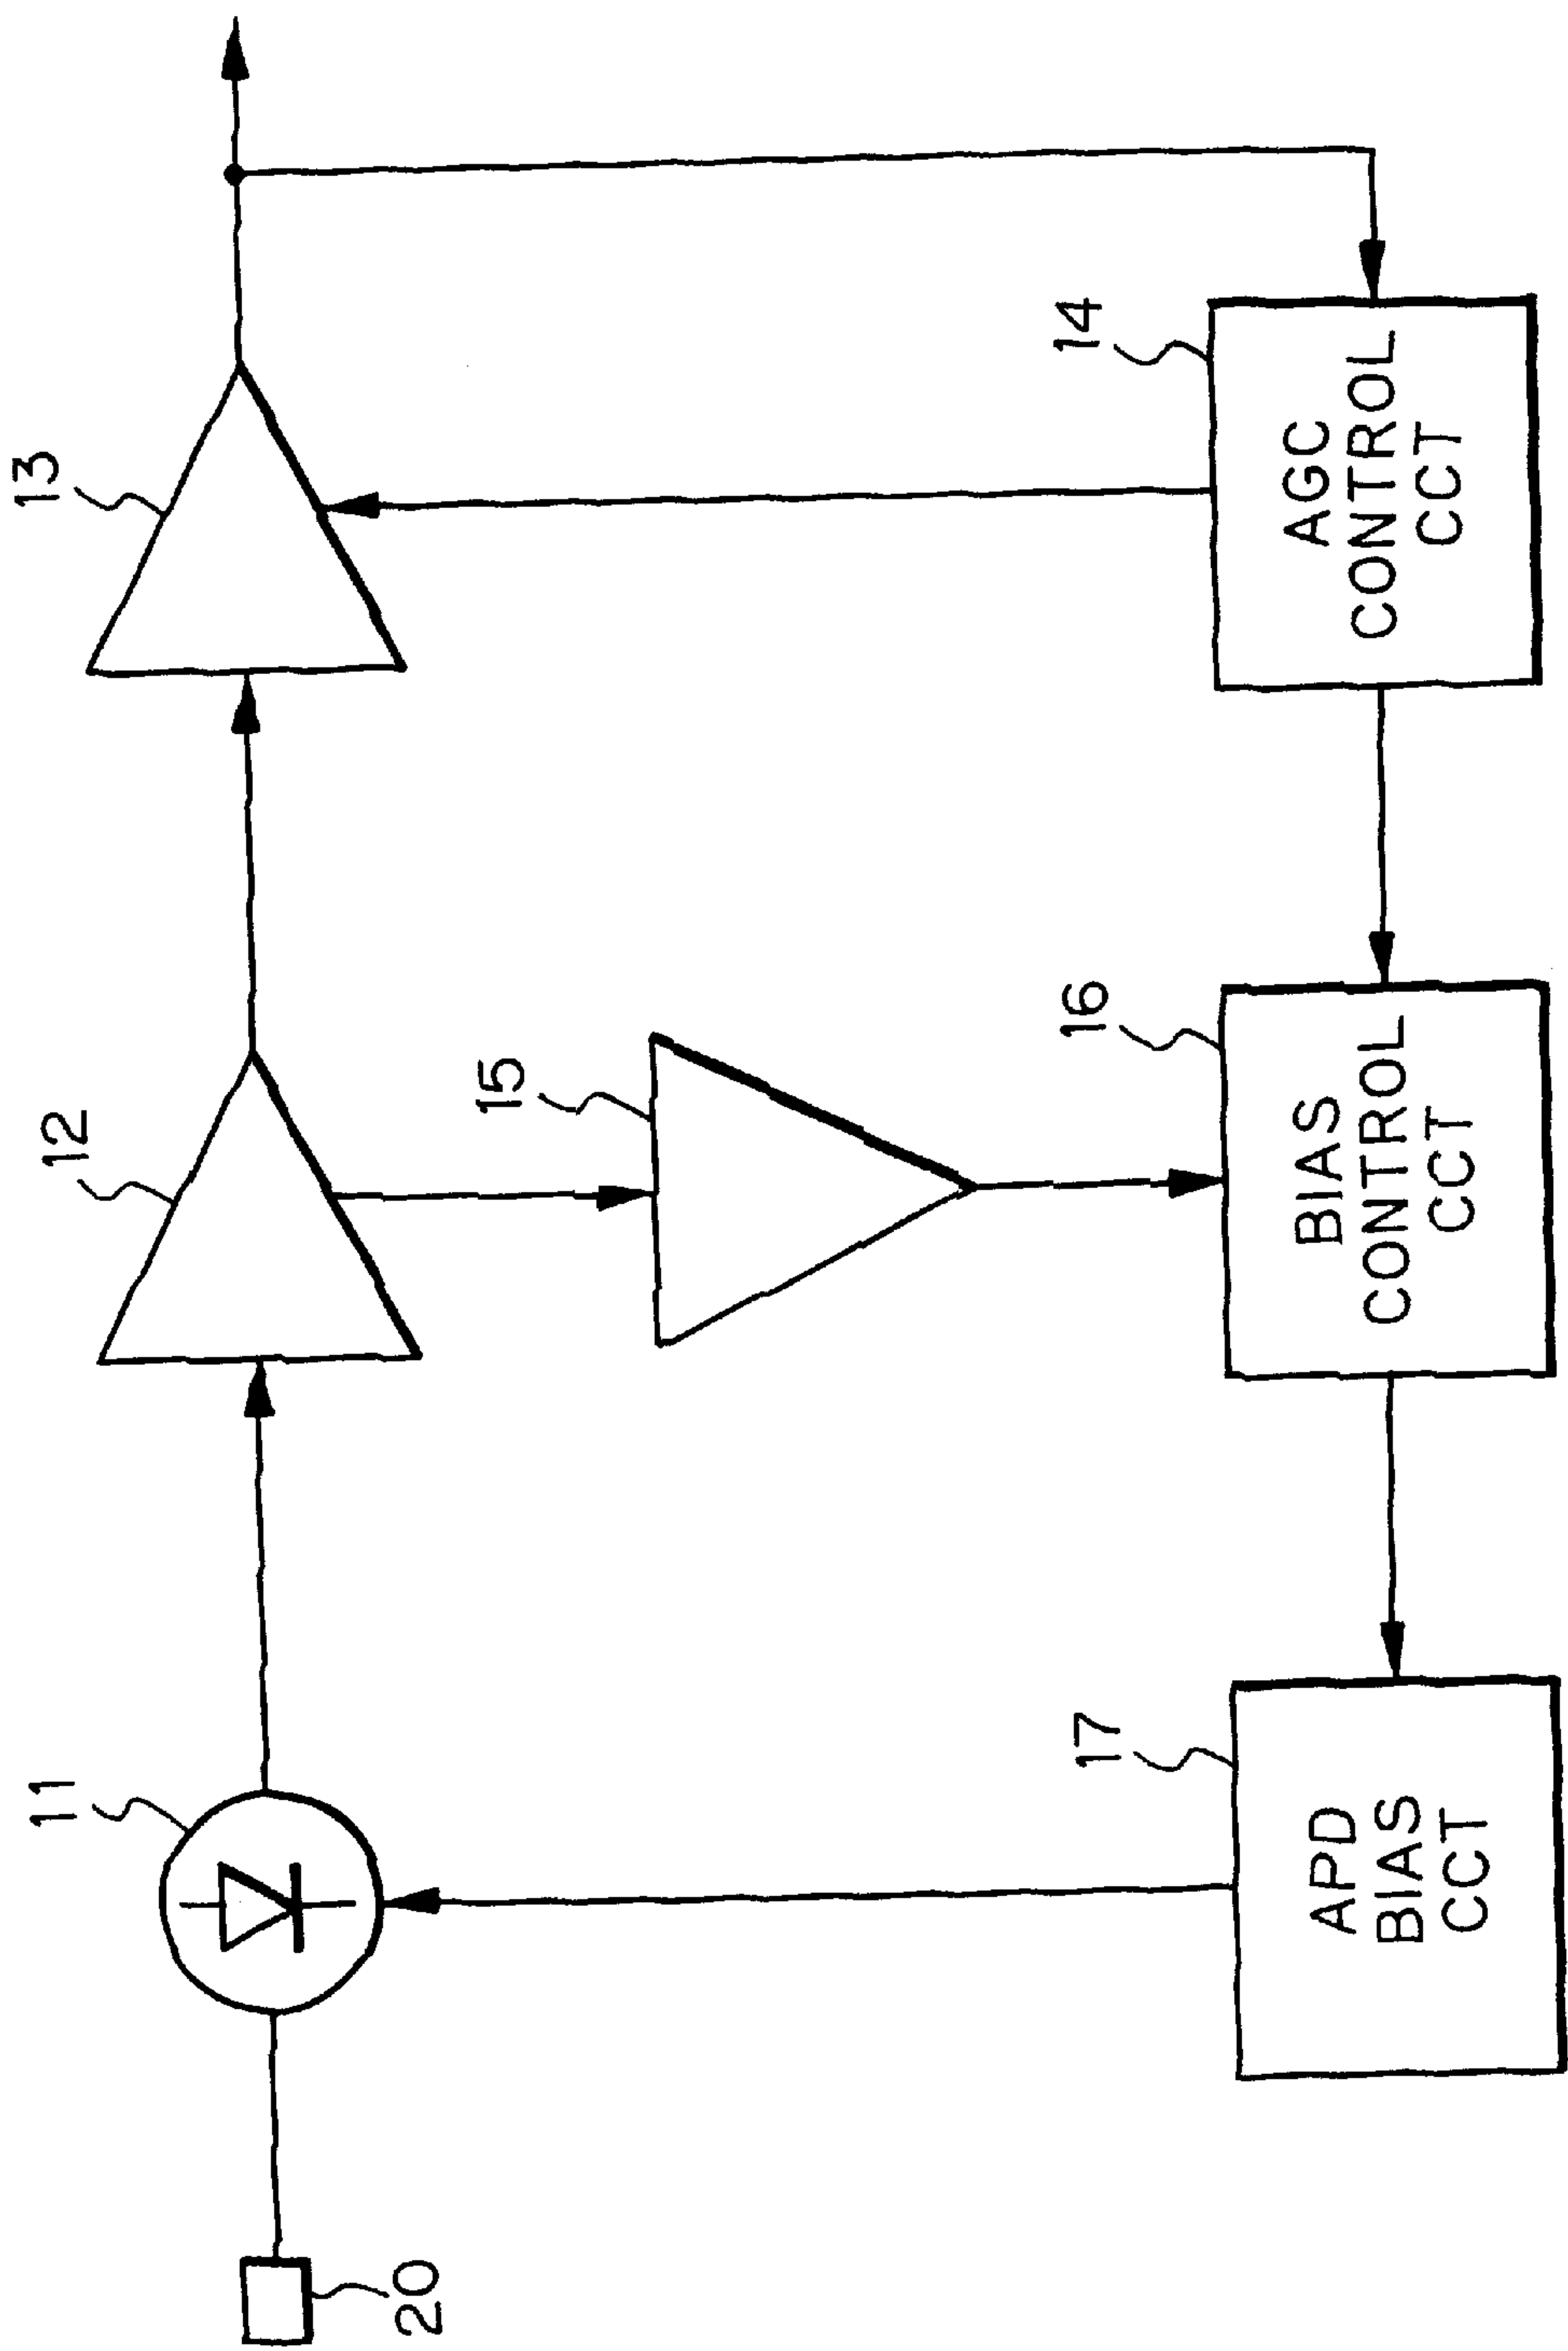 11
12
13
15
20
17
16
14
APD
BIAS
CCT
BIAS
CONTROL
CCT
AGC
CONTROL
CCT